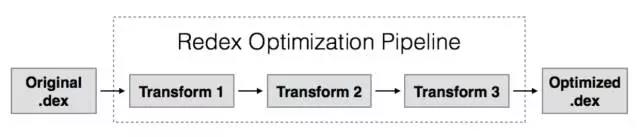 Redex Optimization Pipeline
Original
.dex
Transform 1
Transform 2
Transform 3
Optimized
.dex